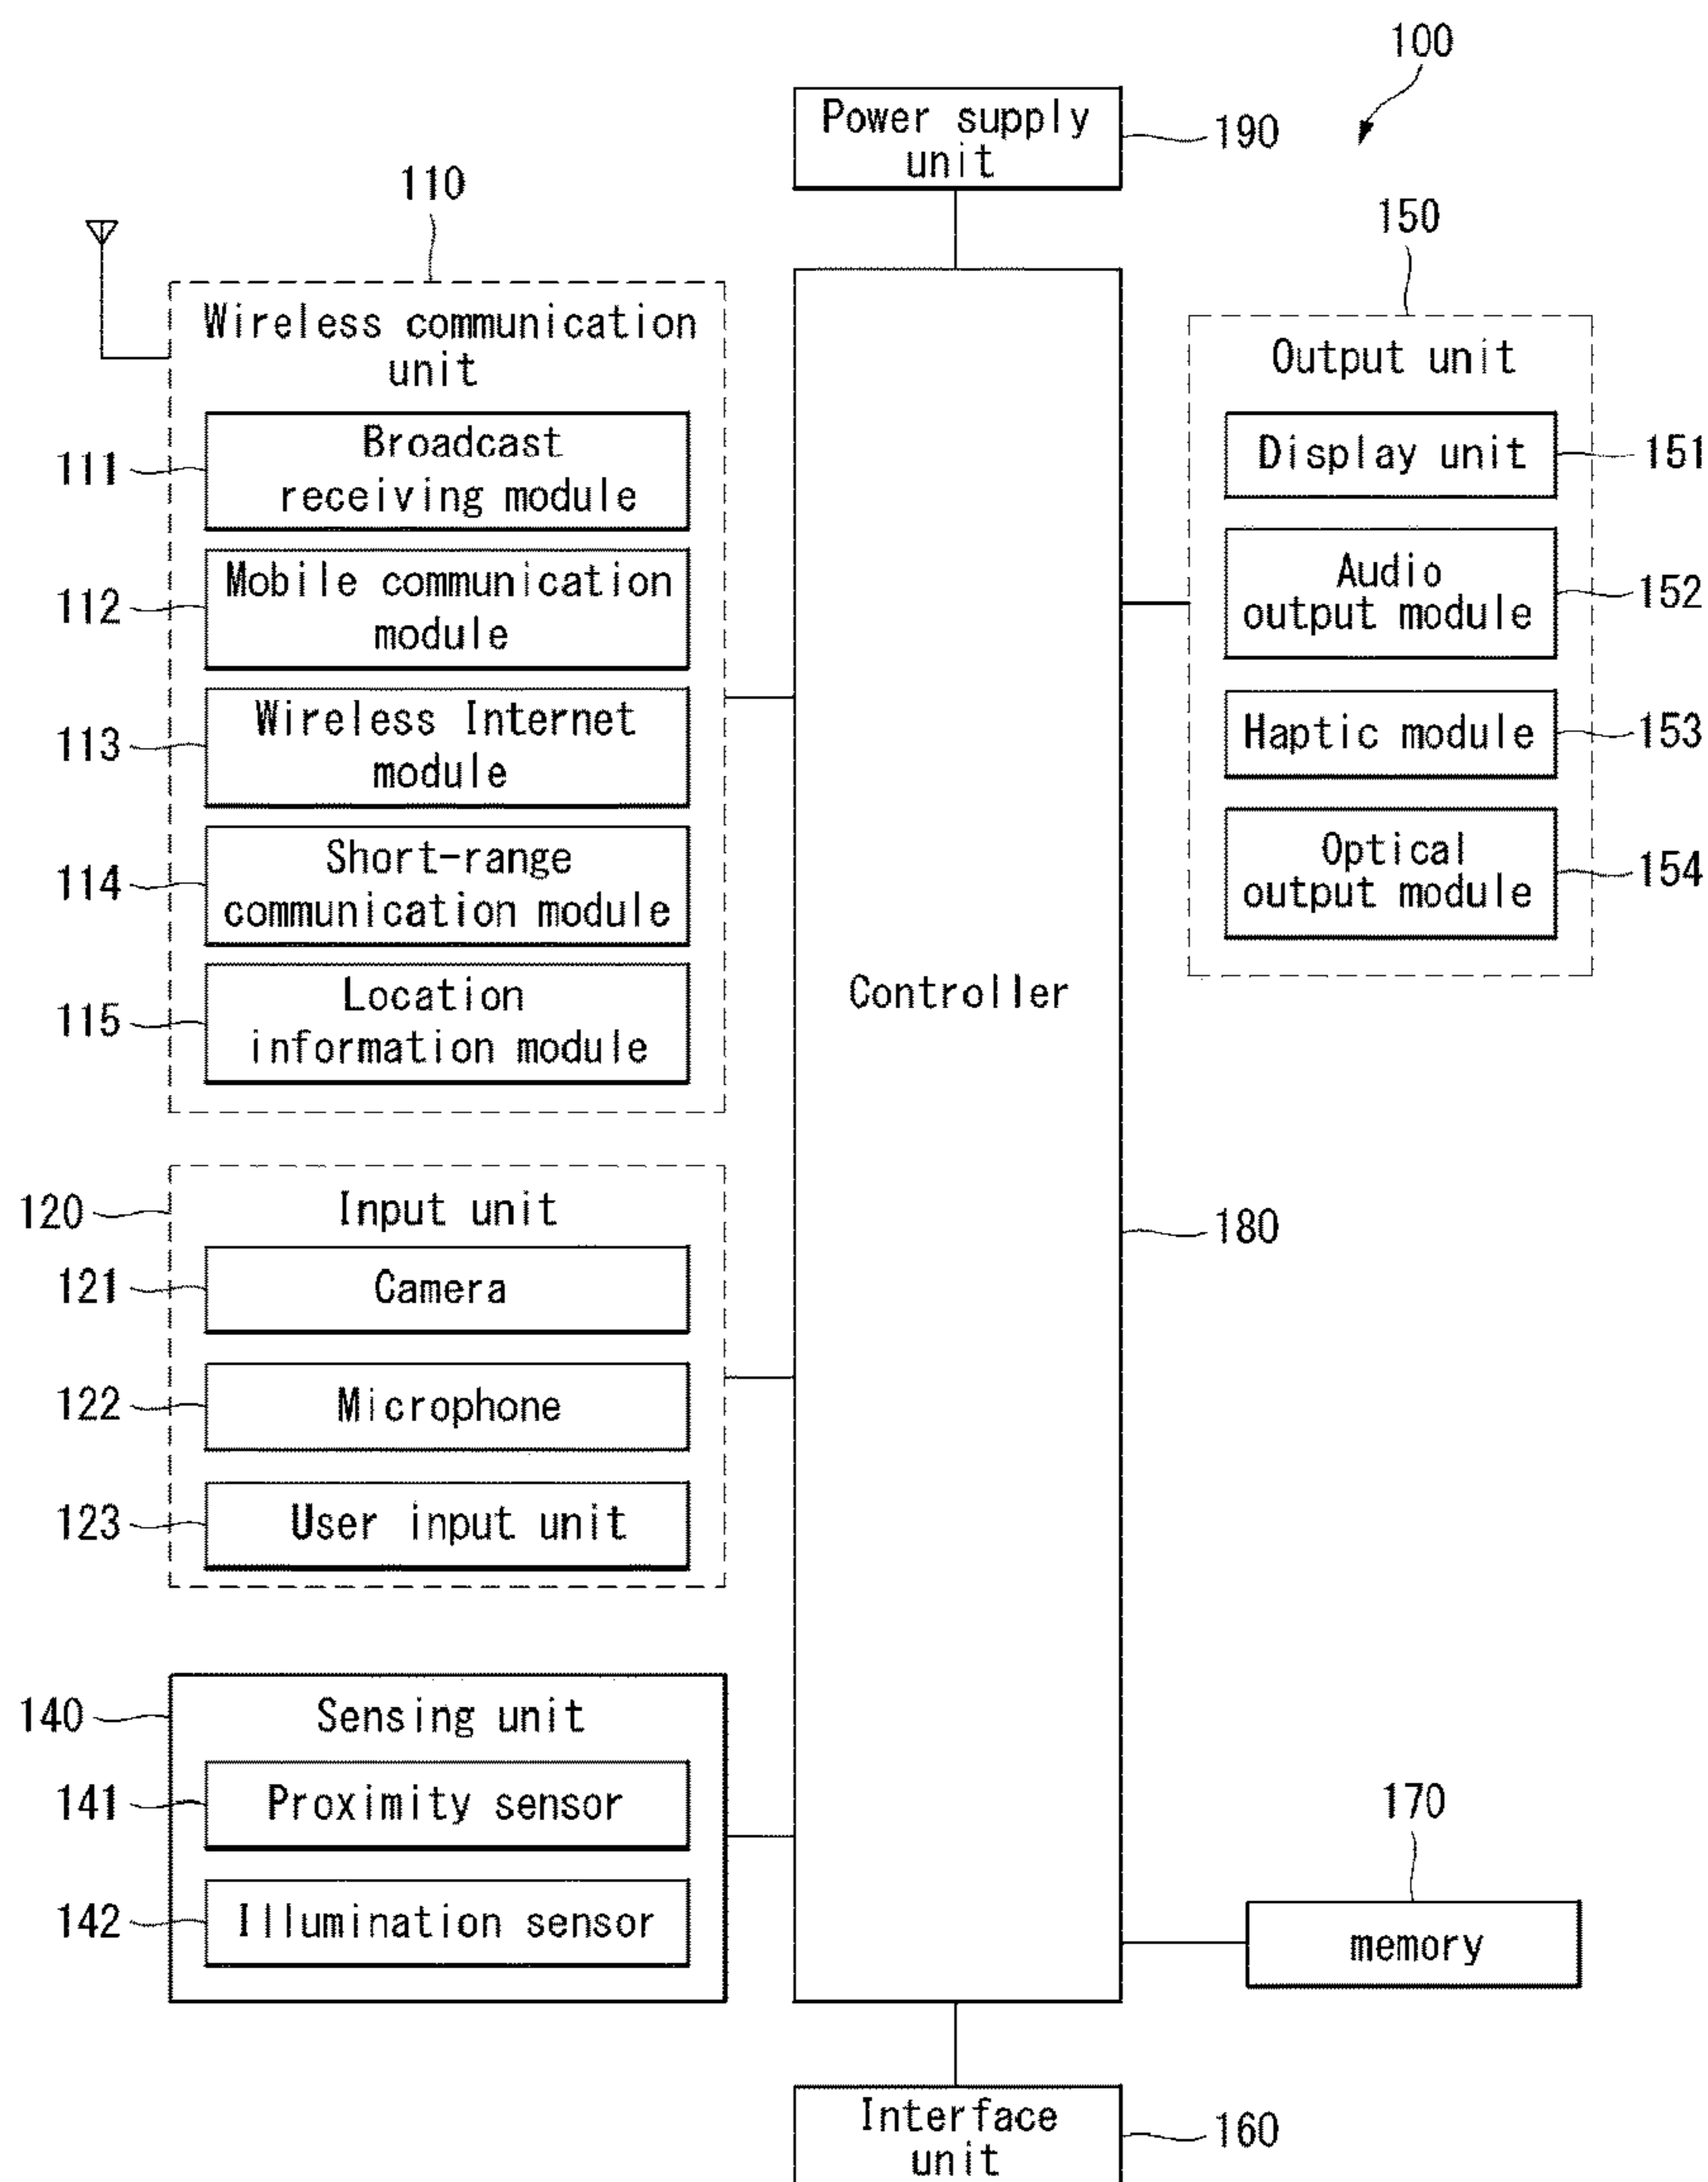 100
Power supply
unit
190
110
Wireless communication
unit
111
Broadcast
receiving module
112
Mobile communication
module
113
Wireless Internet
module
114
Short-range
communication module
115
Location
information module
120
Input unit
121
Camera
122
Microphone
123
User input unit
140
Sensing unit
141
Proximity sensor
142
Illumination sensor
Controller
180
150
Output unit
Display unit
151
Audio
output module
152
Haptic module
153
Optical
output module
154
170
memory
Interface
unit
160